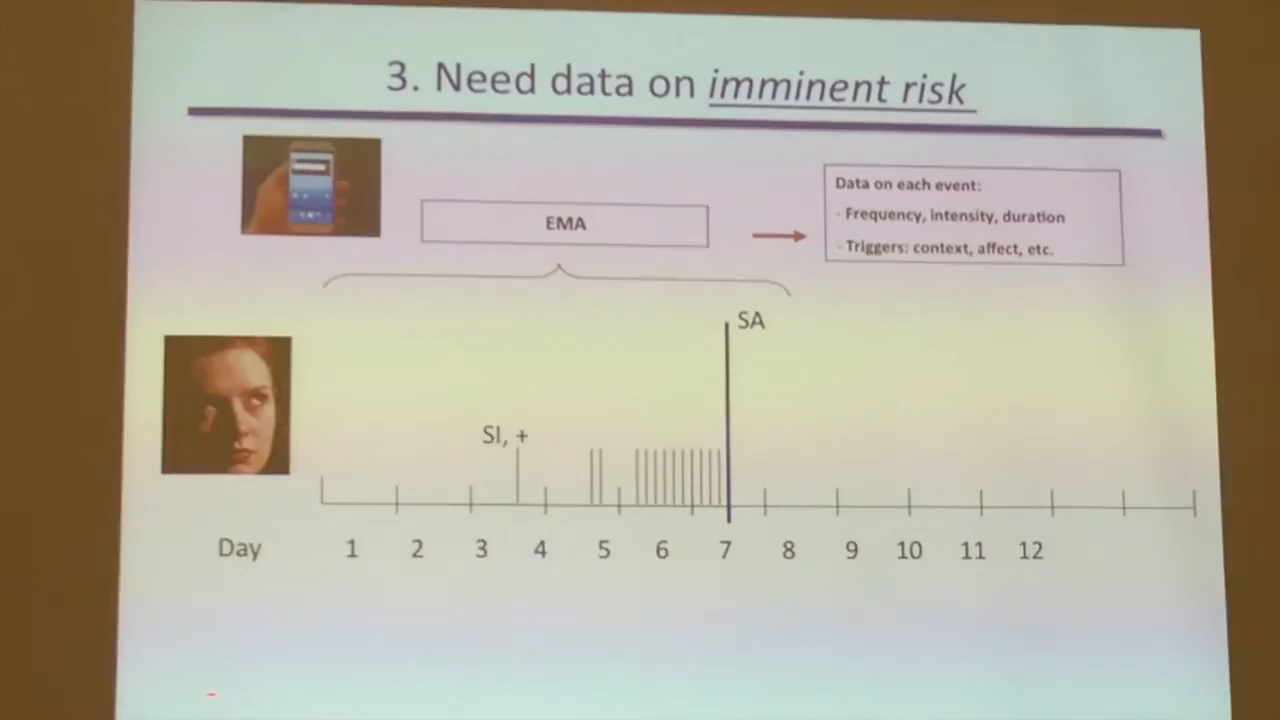 3. Need data on imminent risk
EMA
Data on each event:
- Frequency, intensity, duration
- Triggers: context, affect, etc.
SA
SI, +
Day 1 2 3 4 5 6 7 8 9 10 11 12